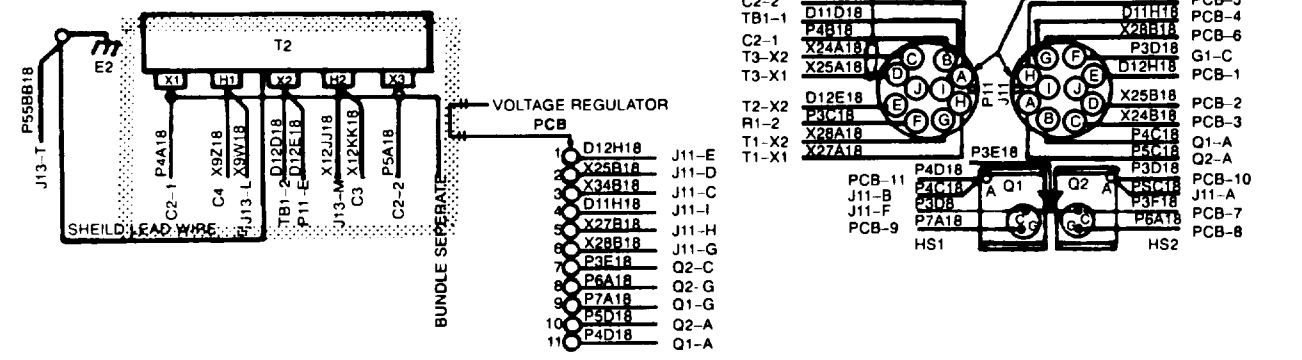 T2
E2
X1 H1 X2 H2 X3
P55BB18
J13-T
P4A18
C2-1
X9Z18
C4
X9W18
J13-L
D12D18
TB1-2
D12E18
P11-E
X12JJ18
J13-M
X12KK18
C3
P5A18
C2-2
SHEILD LEAD WIRE
BUNDLE SEPERATE
VOLTAGE REGULATOR
PCB
1 D12H18 J11-E
2 X25B18 J11-D
3 X34B18 J11-C
4 D11H18 J11-I
5 X27B18 J11-H
6 X28B18 J11-G
7 P3E18 Q2-C
8 P6A18 Q2-G
9 P7A18 Q1-G
10 P5D18 Q2-A
11 P4D18 Q1-A
C2-2
TB1-1 D11D18
C2-1 P4B18
T3-X2 X24A18
T3-X1 X25A18
T2-X2 D12E18
R1-2 P3C18
T1-X2 X28A18
T1-X1 X27A18
C B D A J I E H F G
P11
J11
G F H E I J A D B C
D11H18 PCB-4
X28B18 PCB-6
P3D18 G1-C
D12H18 PCB-1
X25B18 PCB-2
X24B18 PCB-3
P4C18 Q1-A
P5C18 Q2-A
P3E18
PCB-11 P4D18
J11-B P4C18
J11-F P3D8
PCB-9 P7A18
HS1
A Q1 C G
Q2 A G C
P3D18 PCB-10
P5C18 J11-A
P3F18 PCB-7
P6A18 PCB-8
HS2